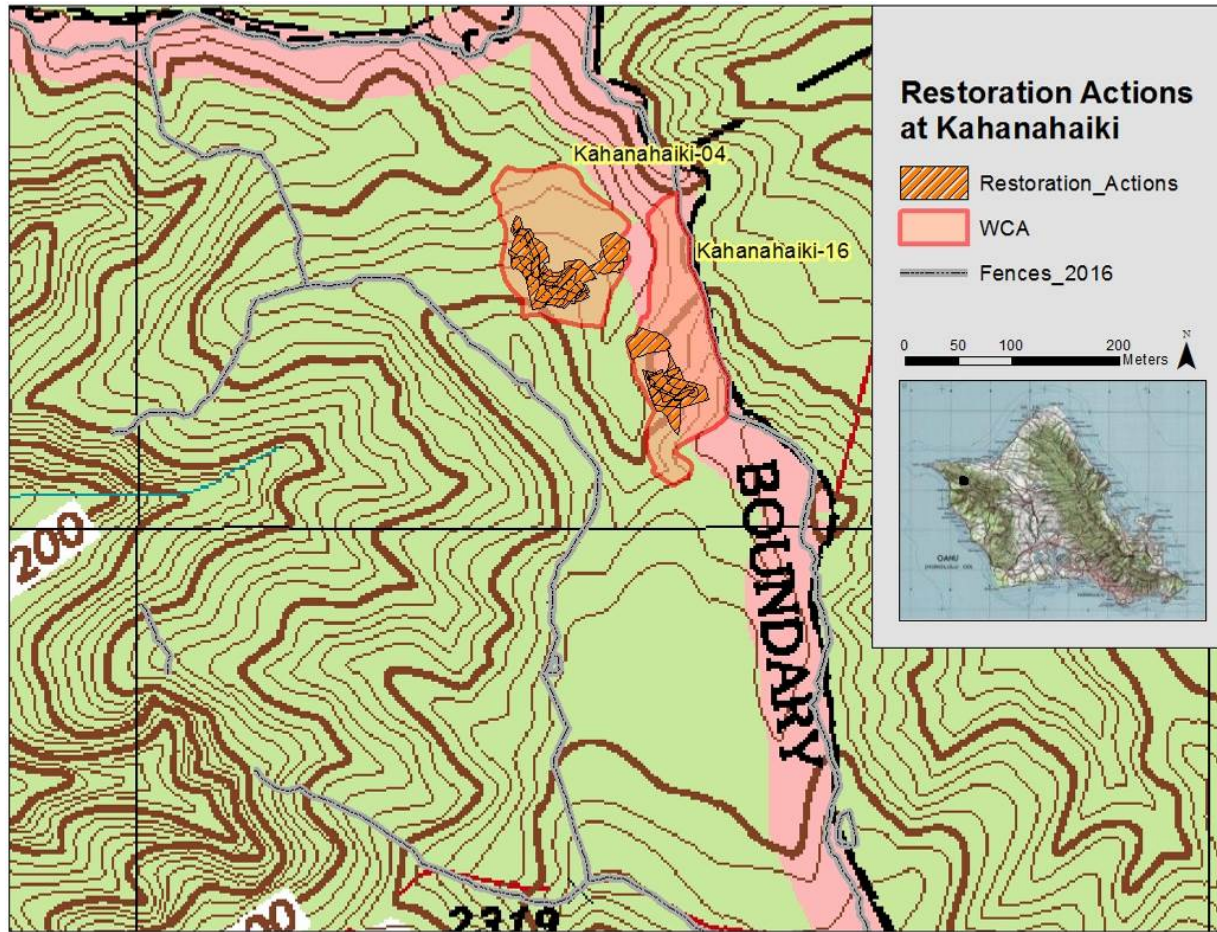 Restoration Actions
at Kahanahaiki
Restoration_Actions
WCA
Fences_2016
N
0 50 100 200
Meters
OAHU
Kahanahaiki-04
Kahanahaiki-16
BOUNDARY
200
2319